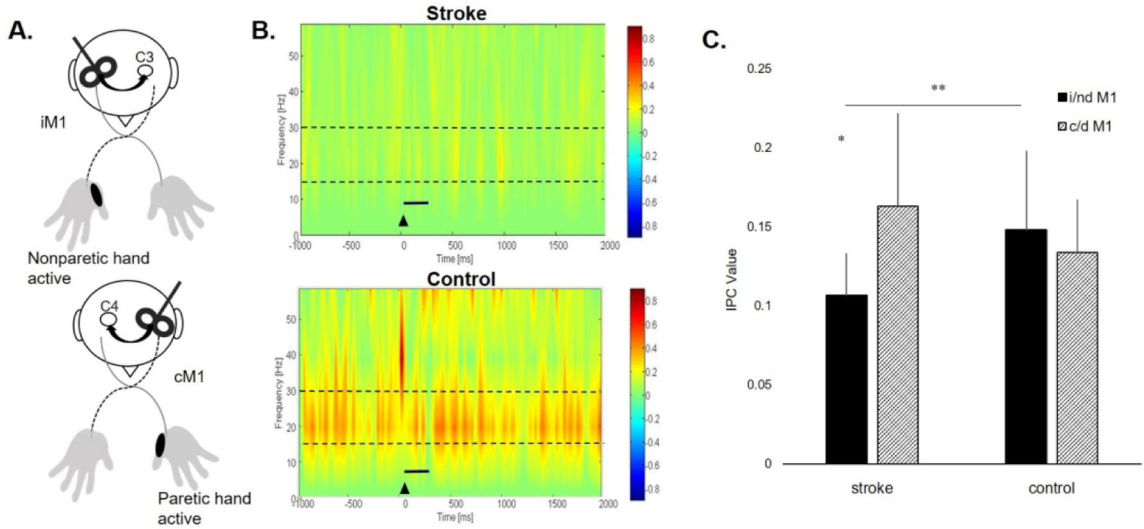 A.
C3
iM1
Nonparetic hand
active
C4
cM1
Paretic hand
active
B.
Stroke
Frequency [Hz]
50
40
30
20
10
0
-1000 -500 0 500 1000 1500 2000
Time [ms]
0.8
0.6
0.4
0.2
0
-0.2
-0.4
-0.6
-0.8
Control
Frequency [Hz]
50
40
30
20
10
0
-1000 -500 0 500 1000 1500 2000
Time [ms]
0.8
0.6
0.4
0.2
0
-0.2
-0.4
-0.6
-0.8
C.
0.25
0.2
0.15
0.1
0.05
0
IPC Value
**
*
i/nd M1
c/d M1
stroke
control